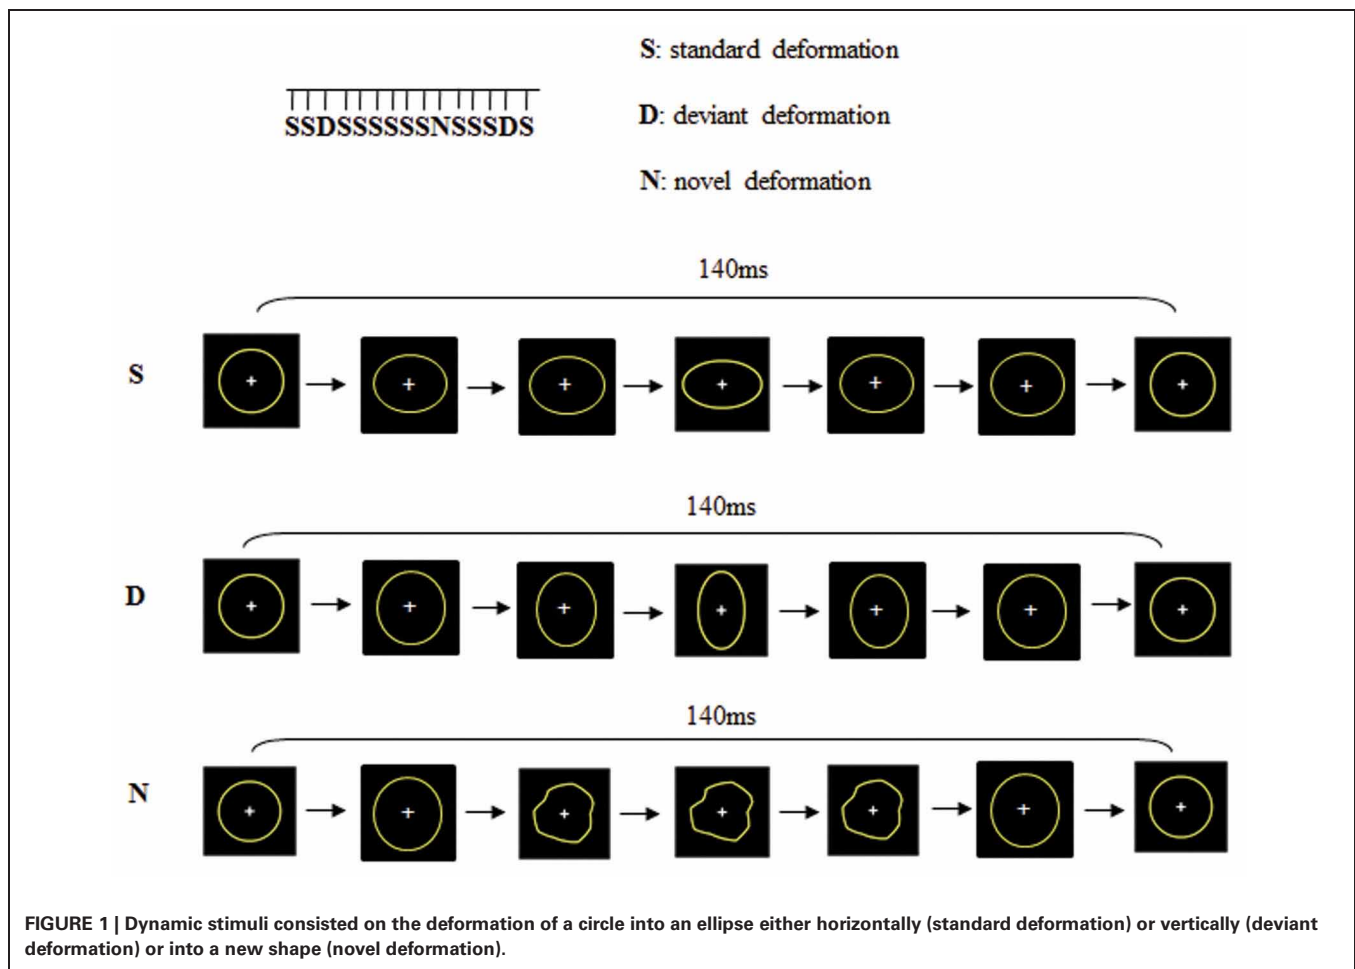 S: standard deformation
SSDSSSSSSNSSSDS
D: deviant deformation
N: novel deformation
140ms
S
140ms
D
140ms
N
FIGURE 1 | Dynamic stimuli consisted on the deformation of a circle into an ellipse either horizontally (standard deformation) or vertically (deviant
deformation) or into a new shape (novel deformation).